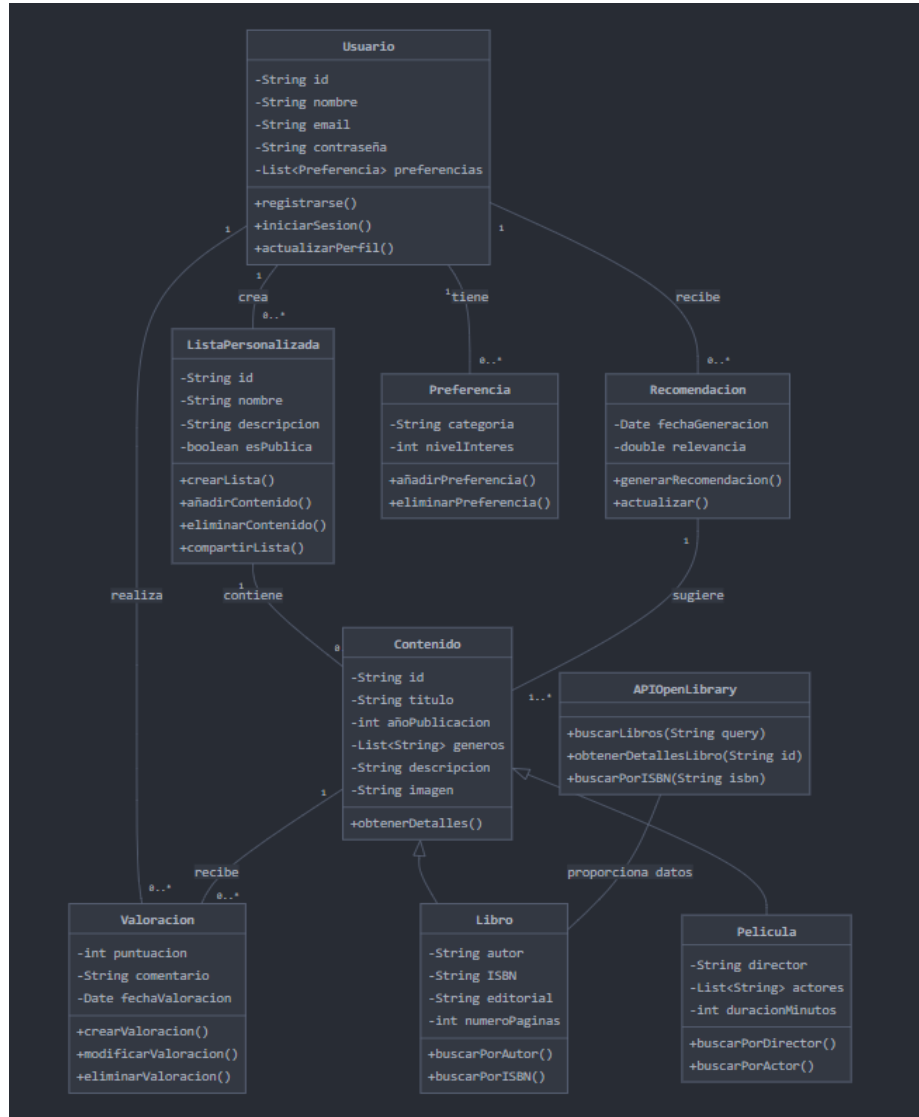 Usuario
-String id
-String nombre
-String email
-String contraseña
-List<Preferencia> preferencias
+registrarse()
+iniciarSesion()
+actualizarPerfil()
1
1
1
1
crea
tiene
recibe
0..*
0..*
0..*
ListaPersonalizada
-String id
-String nombre
-String descripcion
-boolean esPublica
+crearLista()
+añadirContenido()
+eliminarContenido()
+compartirLista()
Preferencia
-String categoria
-int nivelInteres
+añadirPreferencia()
+eliminarPreferencia()
Recomendacion
-Date fechaGeneracion
-double relevancia
+generarRecomendacion()
+actualizar()
1
1
realiza
contiene
sugiere
0
1..*
Contenido
-String id
-String titulo
-int añoPublicacion
-List<String> generos
-String descripcion
-String imagen
+obtenerDetalles()
APIOpenLibrary
+buscarLibros(String query)
+obtenerDetallesLibro(String id)
+buscarPorISBN(String isbn)
1
recibe
proporciona datos
0..*
0..*
Valoracion
-int puntuacion
-String comentario
-Date fechaValoracion
+crearValoracion()
+modificarValoracion()
+eliminarValoracion()
Libro
-String autor
-String ISBN
-String editorial
-int numeroPaginas
+buscarPorAutor()
+buscarPorISBN()
Pelicula
-String director
-List<String> actores
-int duracionMinutos
+buscarPorDirector()
+buscarPorActor()